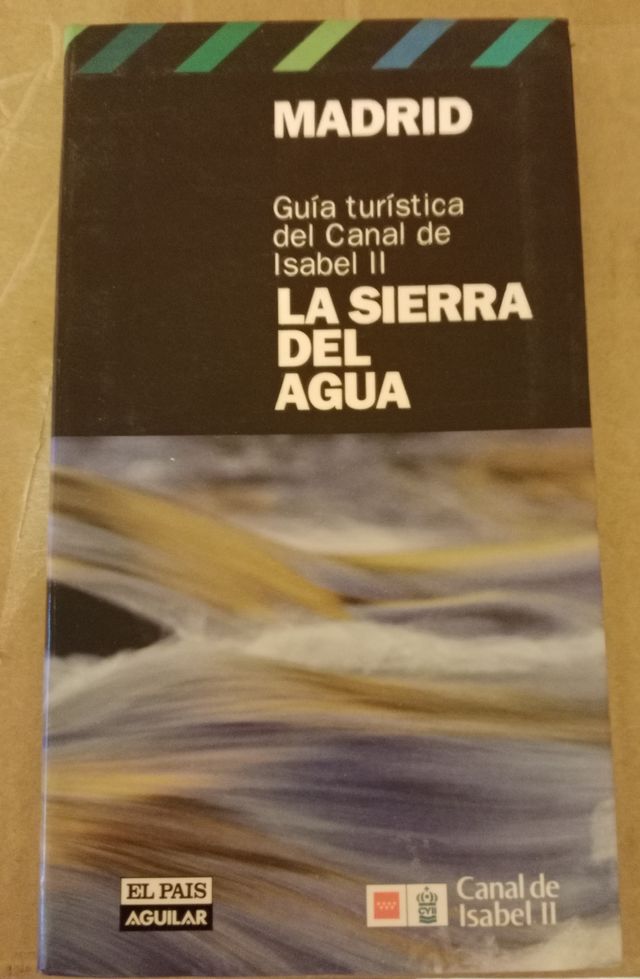 MADRID
Guía turística
del Canal de
Isabel II
LA SIERRA
DEL
AGUA
EL PAIS
AGUILAR
Canal de
Isabel II